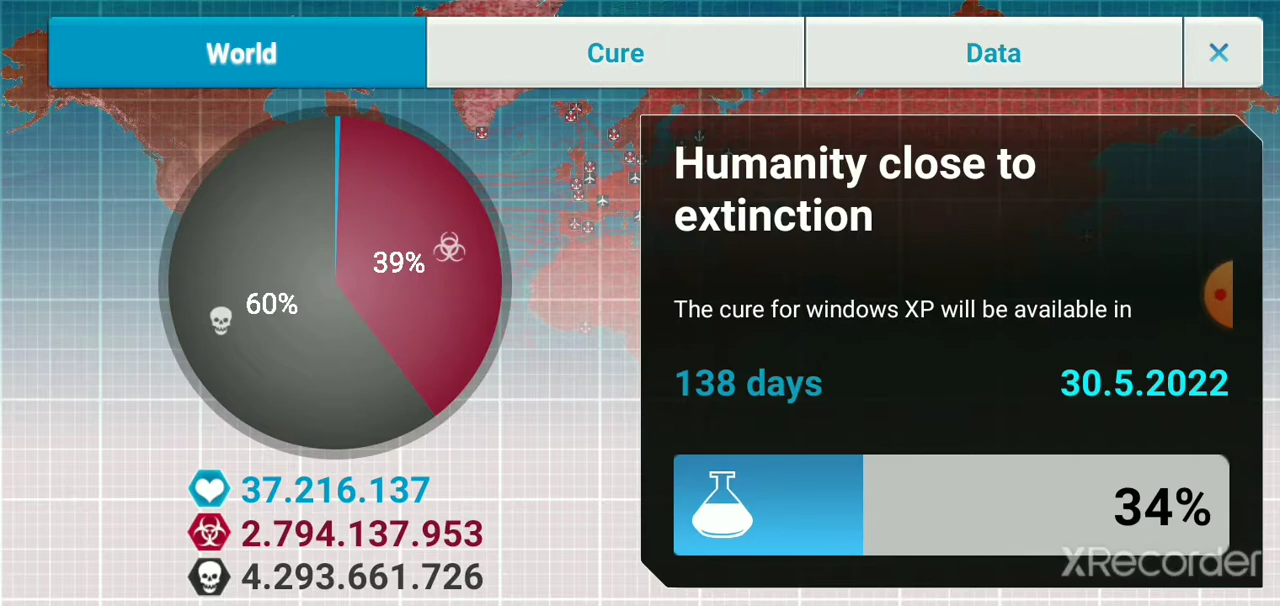 World
Cure
Data
×
Humanity close to
extinction
39%
60%
The cure for windows XP will be available in
138 days
30.5.2022
34%
37.216.137
2.794.137.953
4.293.661.726
XRecorder